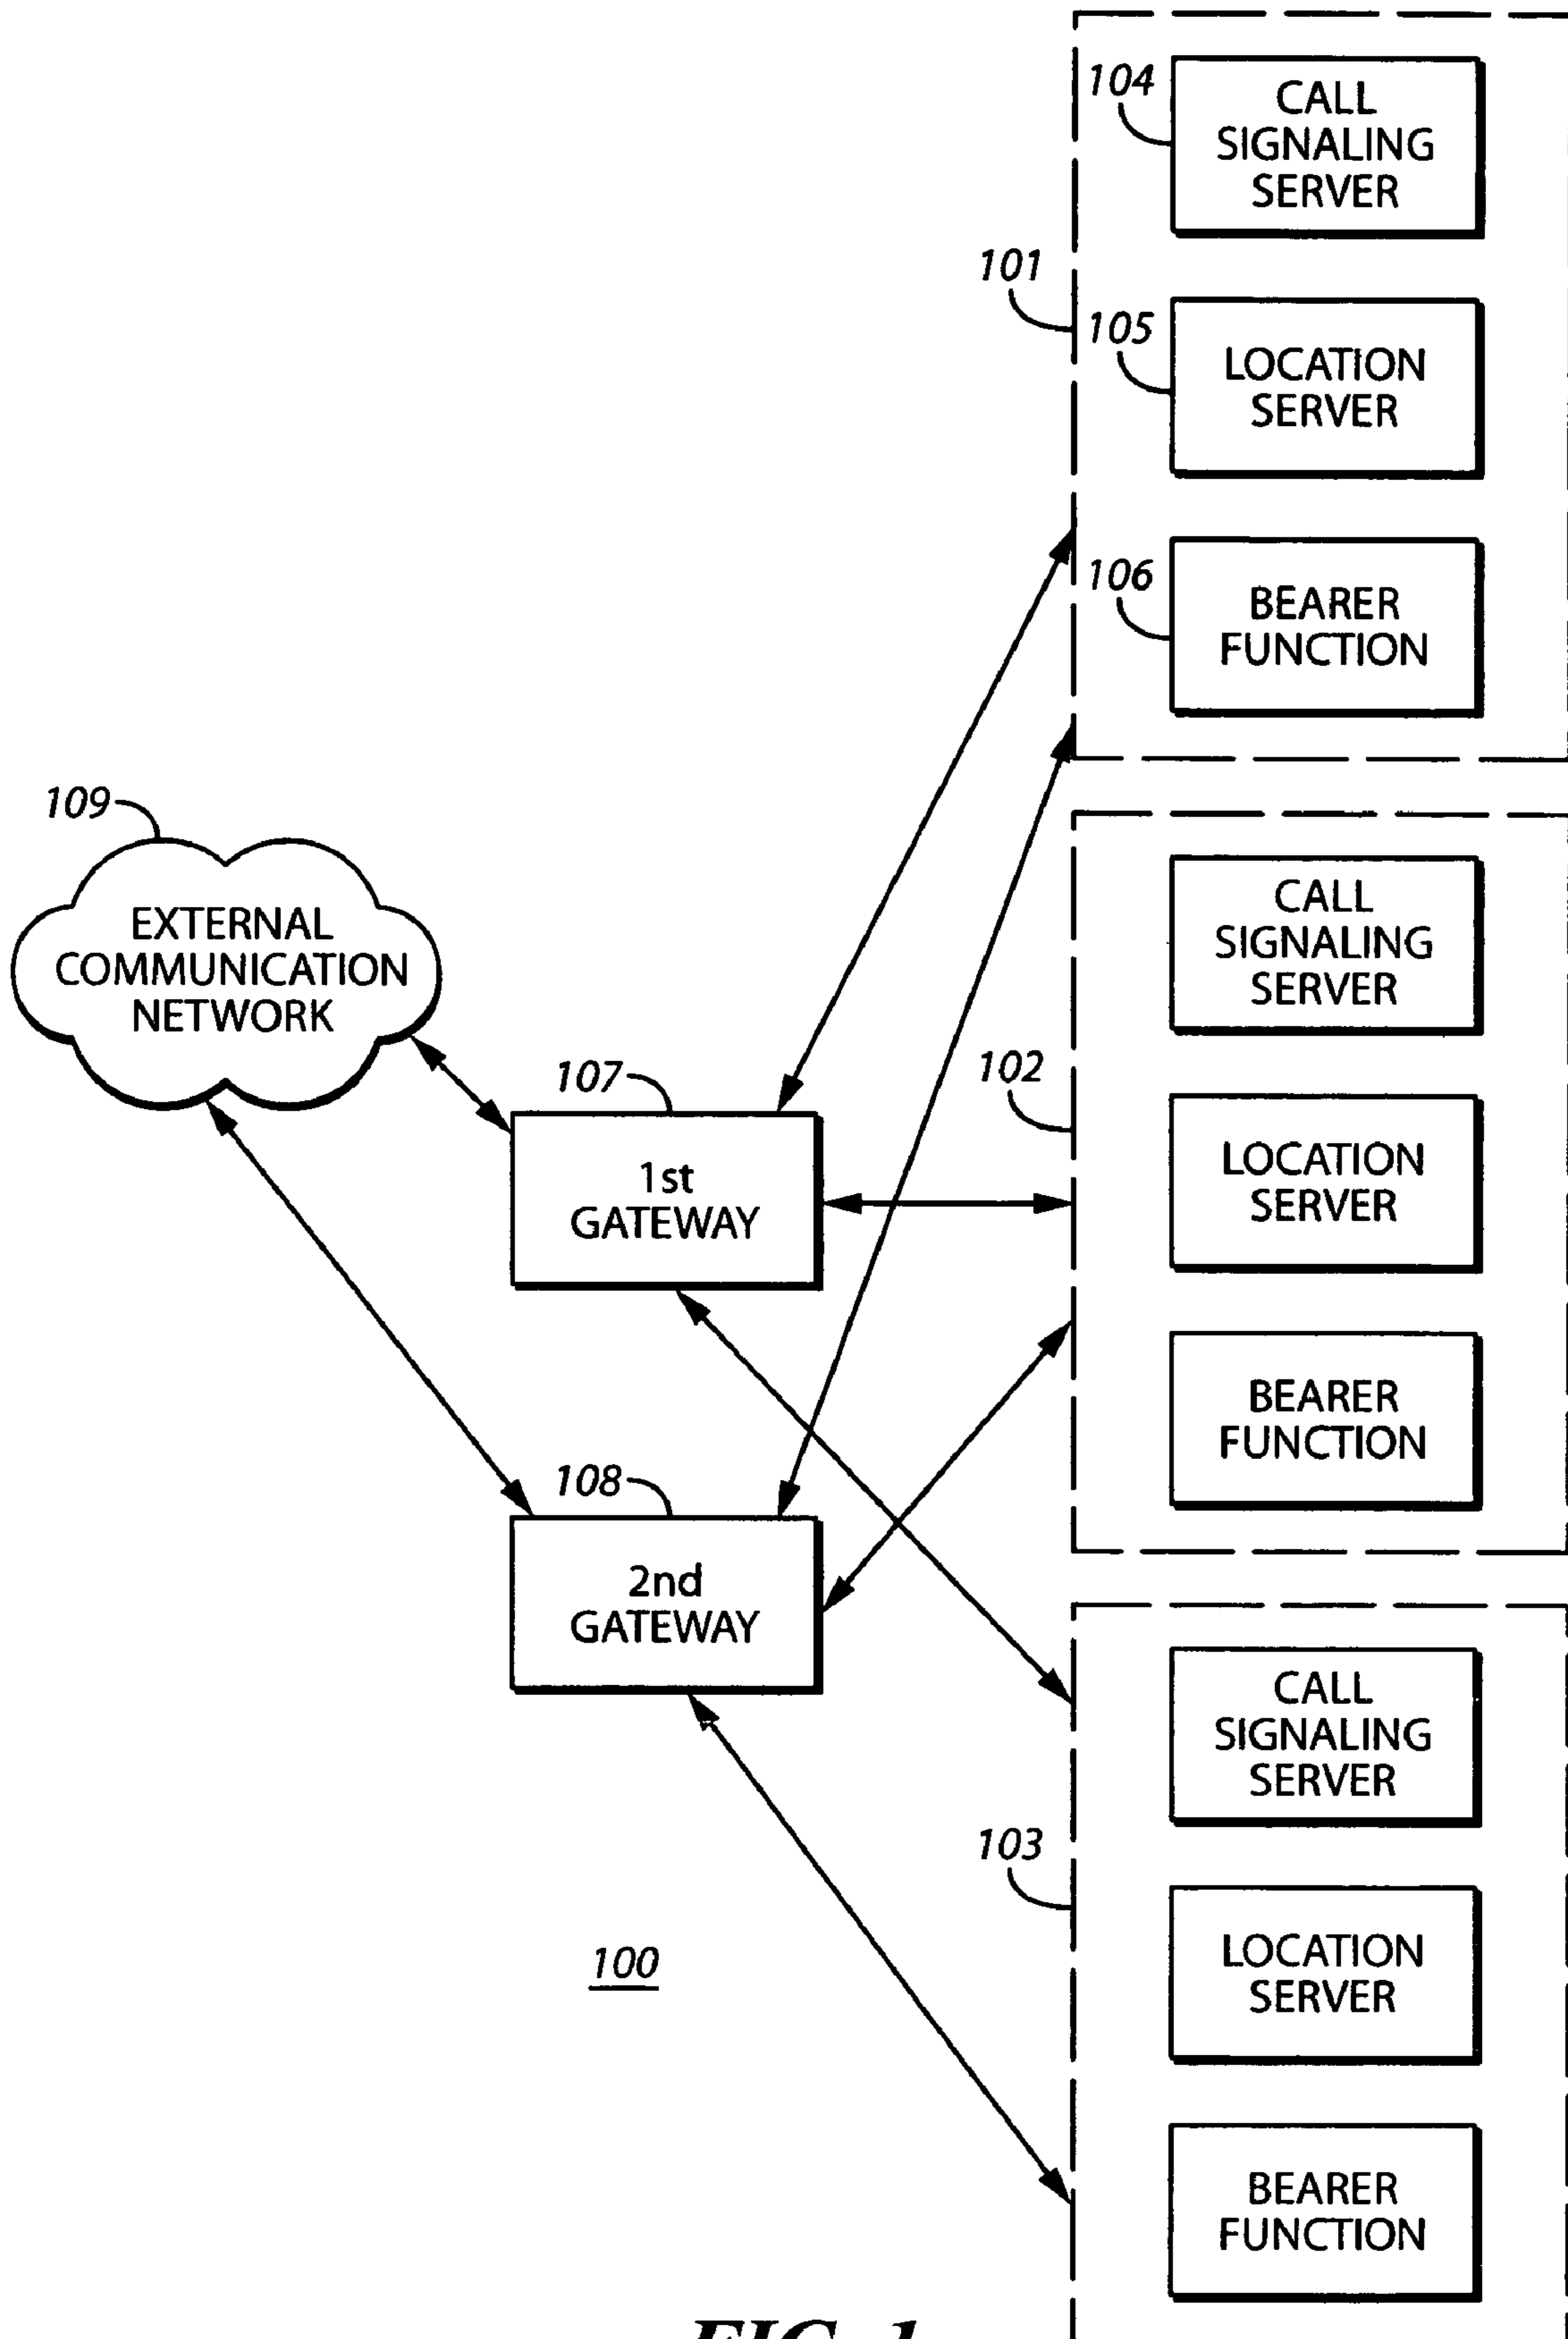 104
CALL
SIGNALING
SERVER
101
105
LOCATION
SERVER
106
BEARER
FUNCTION
109
EXTERNAL
COMMUNICATION
NETWORK
CALL
SIGNALING
SERVER
102
107
1st
GATEWAY
LOCATION
SERVER
BEARER
FUNCTION
108
2nd
GATEWAY
CALL
SIGNALING
SERVER
103
100
LOCATION
SERVER
BEARER
FUNCTION
FIG. 1